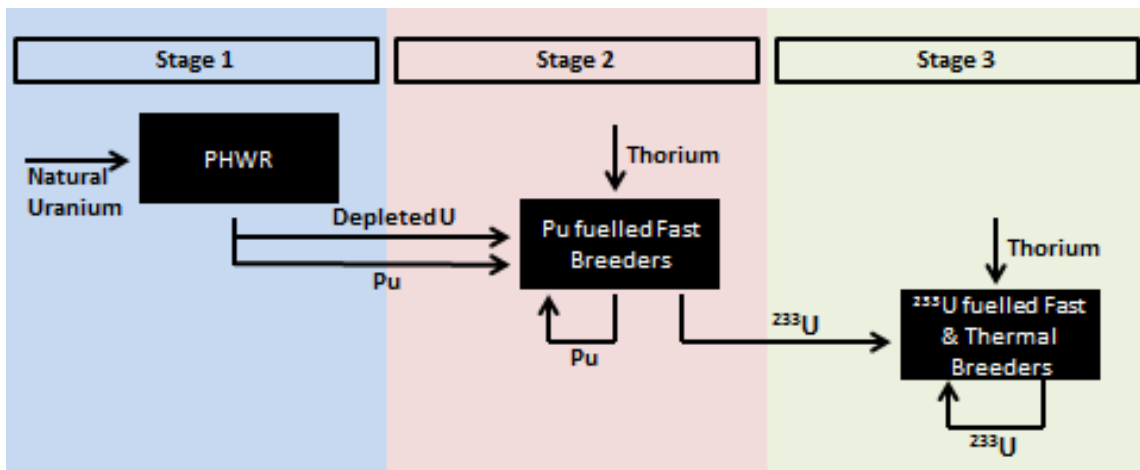 Stage 1
Stage 2
Stage 3
PHWR
Natural
Uranium
Thorium
Depleted U
Pu
Pu fuelled Fast
Breeders
Pu
²³³U
Thorium
²³³U fuelled Fast
& Thermal
Breeders
²³³U